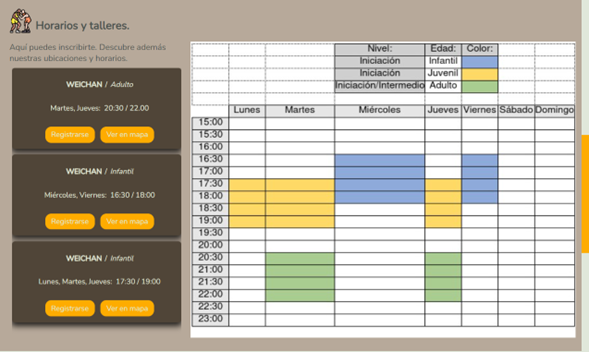 Horarios y talleres.
Aquí puedes inscribirte. Descubre además
nuestras ubicaciones y horarios.
WEICHAN / Adulto
Martes, Jueves: 20:30 / 22.00
Registrarse Ver en mapa
WEICHAN / Infantil
Miércoles, Viernes: 16:30 / 18:00
Registrarse Ver en mapa
WEICHAN / Infantil
Lunes, Martes, Jueves: 17:30 / 19:00
Registrarse Ver en mapa
Nivel: Edad: Color:
Iniciación Infantil
Iniciación Juvenil
Iniciación/Intermedio Adulto
Lunes Martes Miércoles Jueves Viernes Sábado Domingo
15:00
15:30
16:00
16:30
17:00
17:30
18:00
18:30
19:00
19:30
20:00
20:30
21:00
21:30
22:00
22:30
23:00